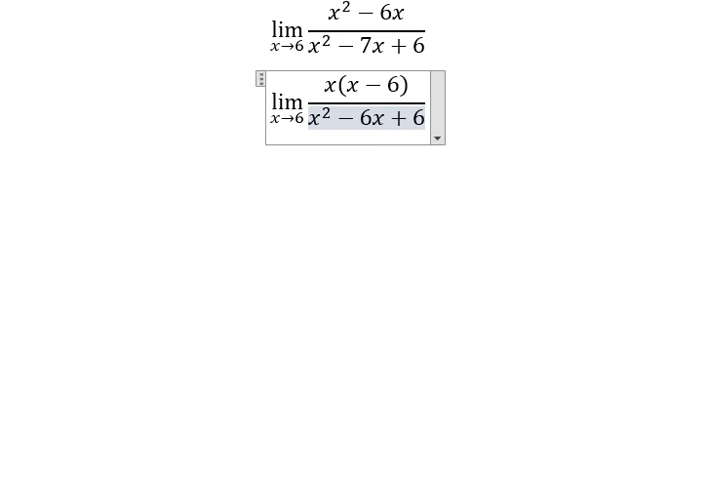 lim x→6 x² − 6x / x² − 7x + 6
lim x→6 x(x − 6) / x² − 6x + 6